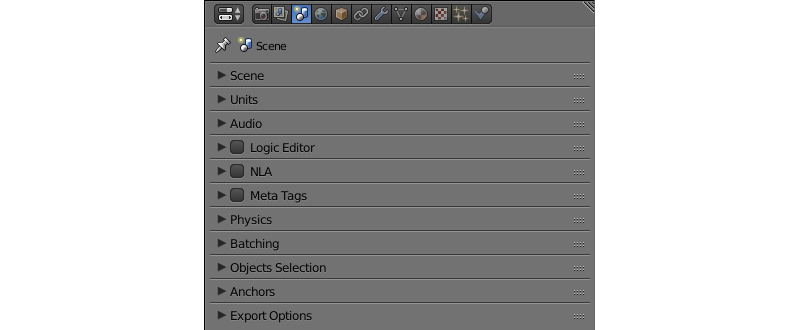 Scene
Scene
Units
Audio
Logic Editor
NLA
Meta Tags
Physics
Batching
Objects Selection
Anchors
Export Options